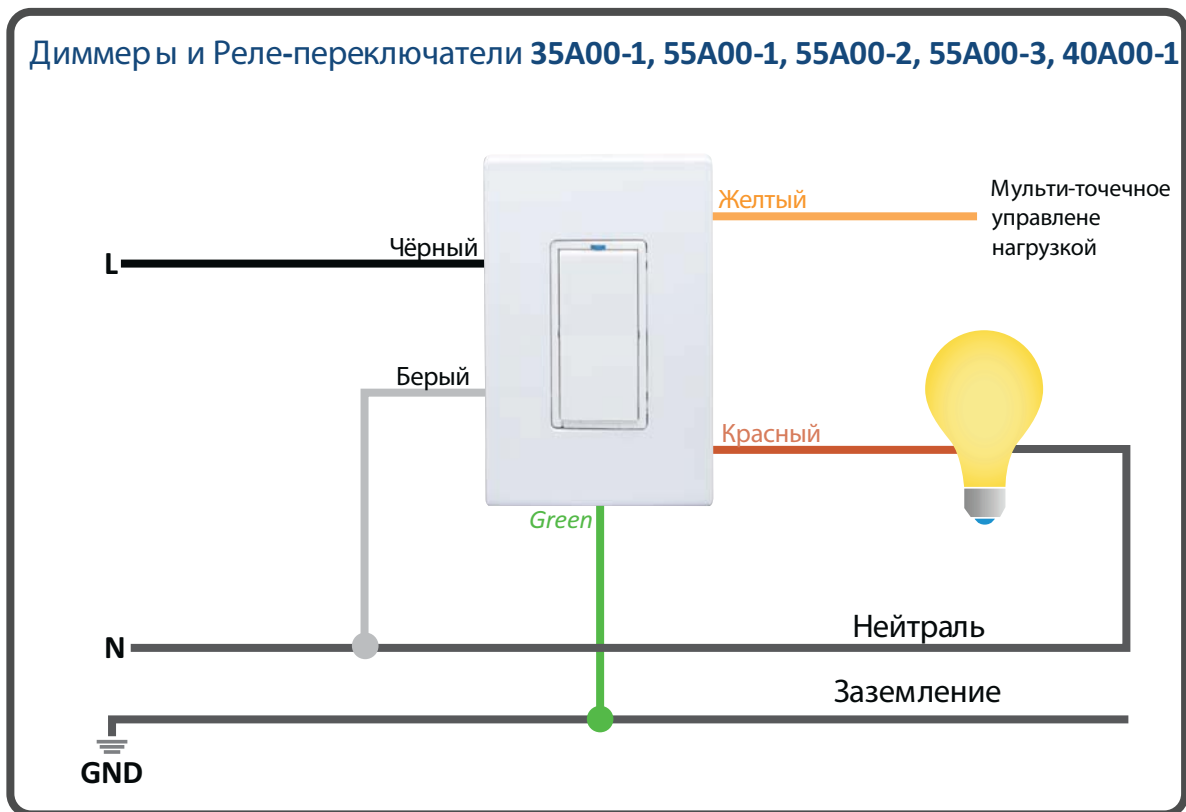 Диммеры и Реле-переключатели 35A00-1, 55A00-1, 55A00-2, 55A00-3, 40A00-1
Желтый
Мульти-точечное
управлене
нагрузкой
Чёрный
L
Берый
Красный
Green
Нейтраль
N
Заземление
GND